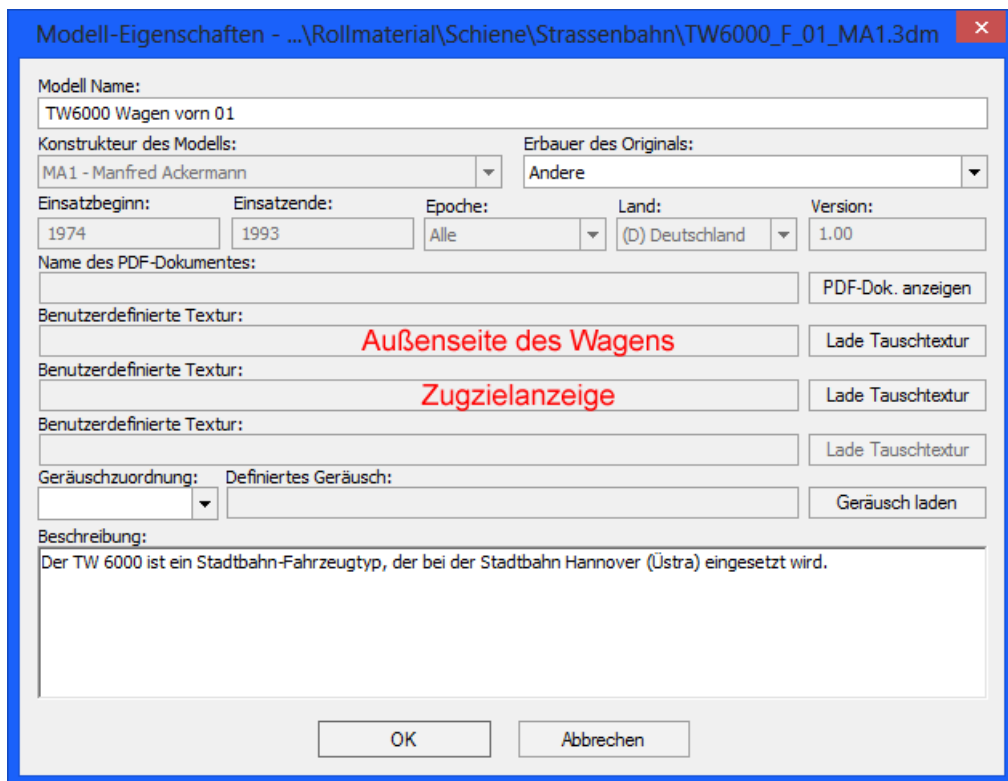 Modell-Eigenschaften - ...\Rollmaterial\Schiene\Strassenbahn\TW6000_F_01_MA1.3dm
Modell Name:
TW6000 Wagen vorn 01
Konstrukteur des Modells: Erbauer des Originals:
MA1 - Manfred Ackermann Andere
Einsatzbeginn: Einsatzende: Epoche: Land: Version:
1974 1993 Alle (D) Deutschland 1.00
Name des PDF-Dokumentes:
PDF-Dok. anzeigen
Benutzerdefinierte Textur:
Außenseite des Wagens Lade Tauschtextur
Benutzerdefinierte Textur:
Zugzielanzeige Lade Tauschtextur
Benutzerdefinierte Textur:
Lade Tauschtextur
Geräuschzuordnung: Definiertes Geräusch:
Geräusch laden
Beschreibung:
Der TW 6000 ist ein Stadtbahn-Fahrzeugtyp, der bei der Stadtbahn Hannover (Üstra) eingesetzt wird.
OK Abbrechen